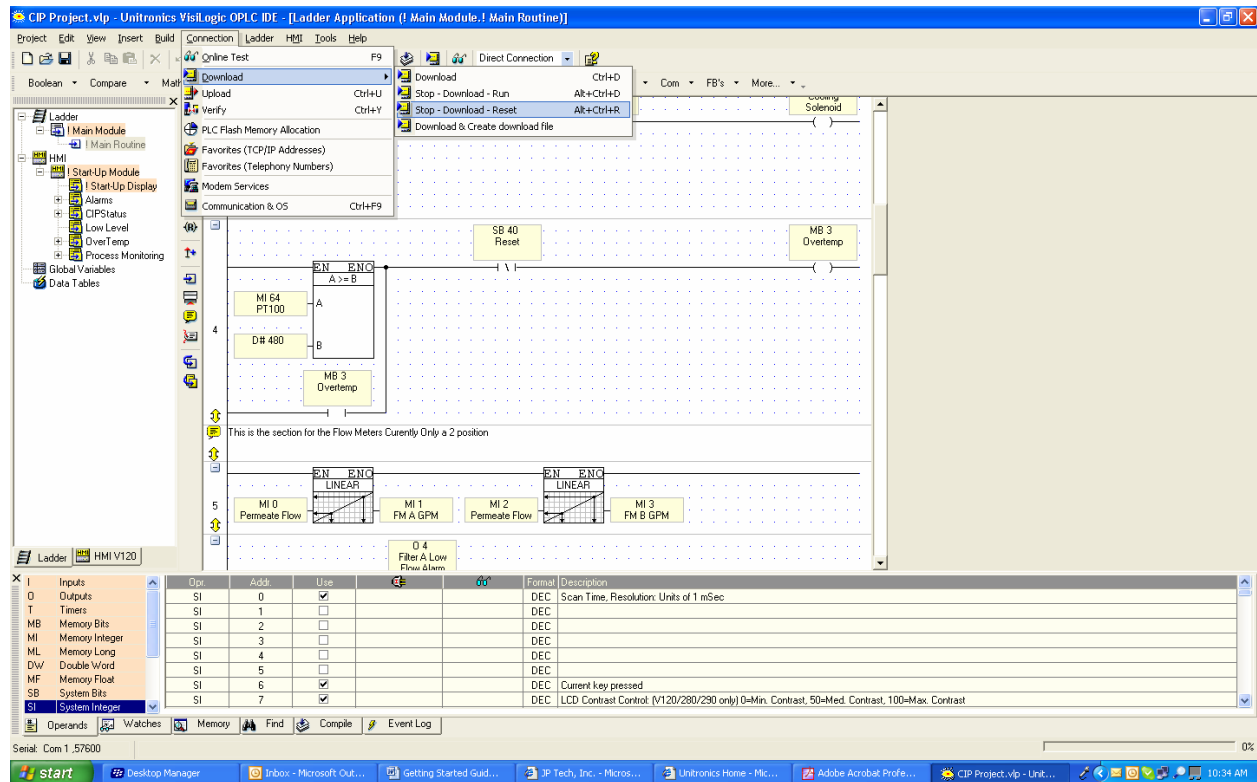 CIP Project.vlp - Unitronics VisiLogic OPLC IDE - [Ladder Application (! Main Module.! Main Routine)]
Project Edit View Insert Build Connection Ladder HMI Tools Help
Direct Connection
Boolean Compare Math Com FB's More...
Online Test F9
Download
Upload Ctrl+U
Verify Ctrl+Y
PLC Flash Memory Allocation
Favorites (TCP/IP Addresses)
Favorites (Telephony Numbers)
Modem Services
Communication & OS Ctrl+F9
Download Ctrl+D
Stop - Download - Run Alt+Ctrl+D
Stop - Download - Reset Alt+Ctrl+R
Download & Create download file
Ladder
! Main Module
! Main Routine
HMI
! Start-Up Module
! Start-Up Display
Alarms
CIPStatus
Low Level
OverTemp
Process Monitoring
Global Variables
Data Tables
Ladder HMI V120
Cooling
Solenoid
SB 40
Reset
MB 3
Overtemp
EN ENO
A >= B
MI 64
PT100
A
4
D# 480
B
MB 3
Overtemp
This is the section for the Flow Meters Curently Only a 2 position
EN ENO
LINEAR
EN ENO
LINEAR
5
MI 0
Permeate Flow
MI 1
FM A GPM
MI 2
Permeate Flow
MI 3
FM B GPM
O 4
Filter A Low
Flow Alarm
I Inputs
O Outputs
T Timers
MB Memory Bits
MI Memory Integer
ML Memory Long
DW Double Word
MF Memory Float
SB System Bits
SI System Integer
Opr. Addr. Use Format Description
SI 0 DEC Scan Time, Resolution: Units of 1 mSec
SI 1 DEC
SI 2 DEC
SI 3 DEC
SI 4 DEC
SI 5 DEC
SI 6 DEC Current key pressed
SI 7 DEC LCD Contrast Control: (V120/280/290 only) 0=Min. Contrast, 50=Med. Contrast, 100=Max. Contrast
Operands Watches Memory Find Compile Event Log
Serial: Com 1 ,57600 0%
start Desktop Manager Inbox - Microsoft Out... Getting Started Guid... JP Tech, Inc. - Micros... Unitronics Home - Mic... Adobe Acrobat Profe... CIP Project.vlp - Unit... 10:34 AM